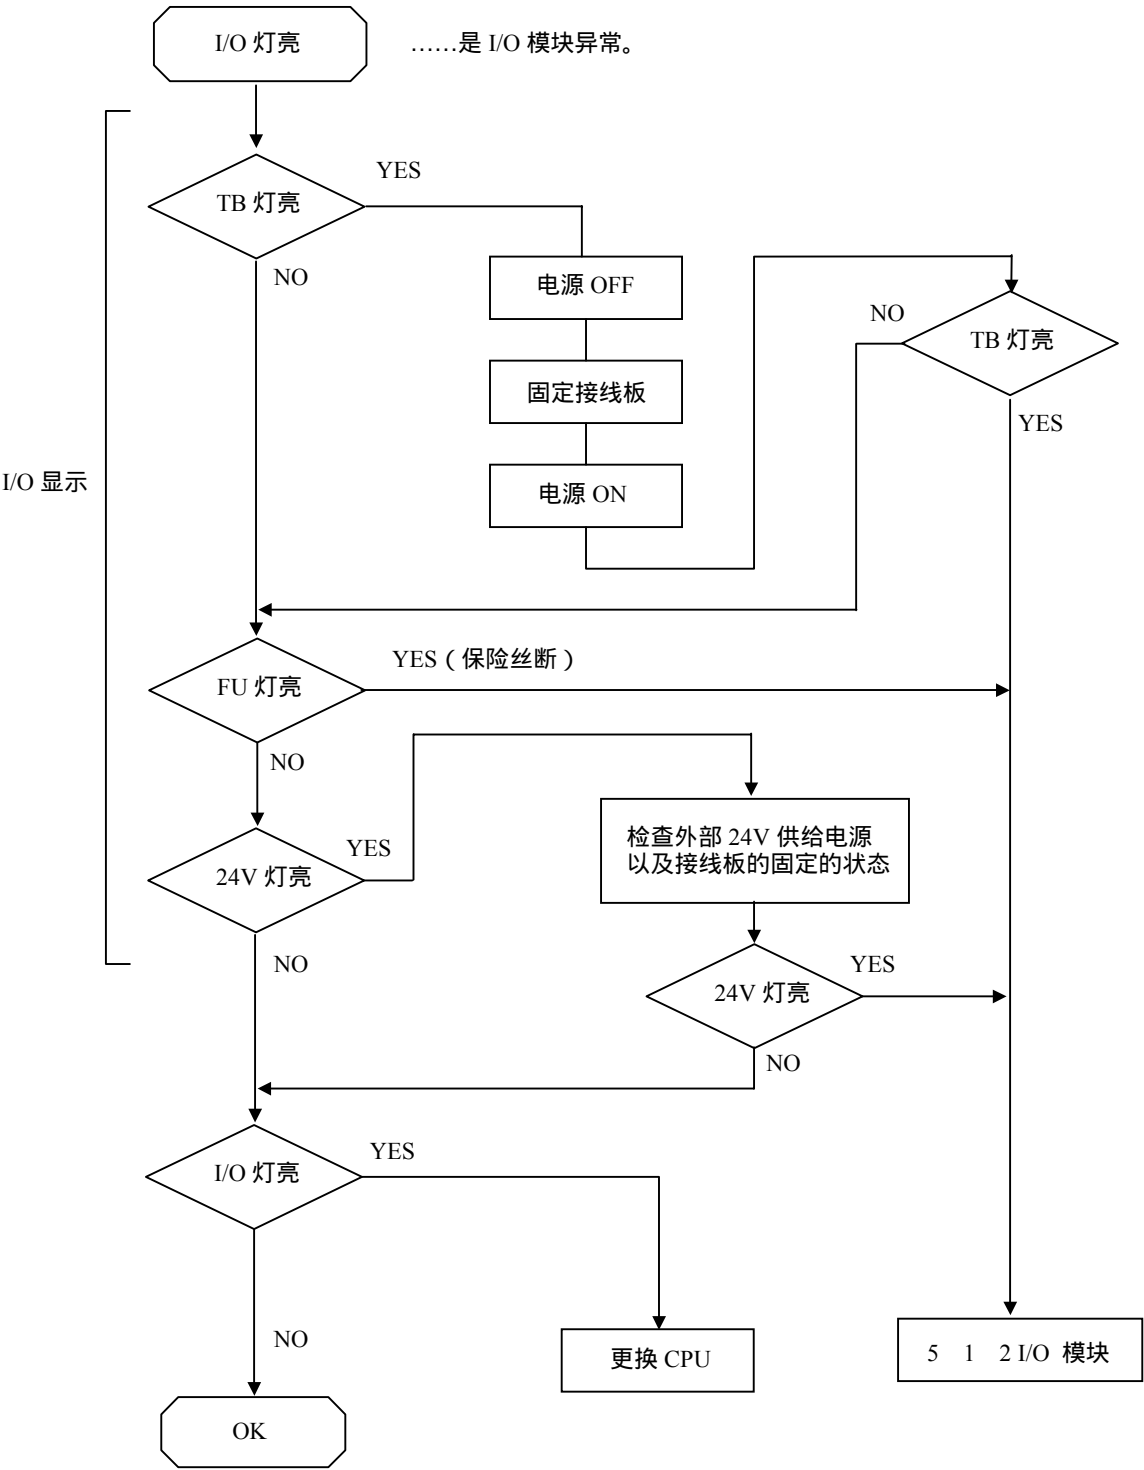 I/O 灯亮
……是 I/O 模块异常。
YES
TB 灯亮
NO
电源 OFF
NO
TB 灯亮
固定接线板
YES
I/O 显示
电源 ON
YES（保险丝断）
FU 灯亮
NO
检查外部 24V 供给电源
以及接线板的固定的状态
YES
24V 灯亮
NO
YES
24V 灯亮
NO
YES
I/O 灯亮
NO
更换 CPU
5 1 2 I/O 模块
OK